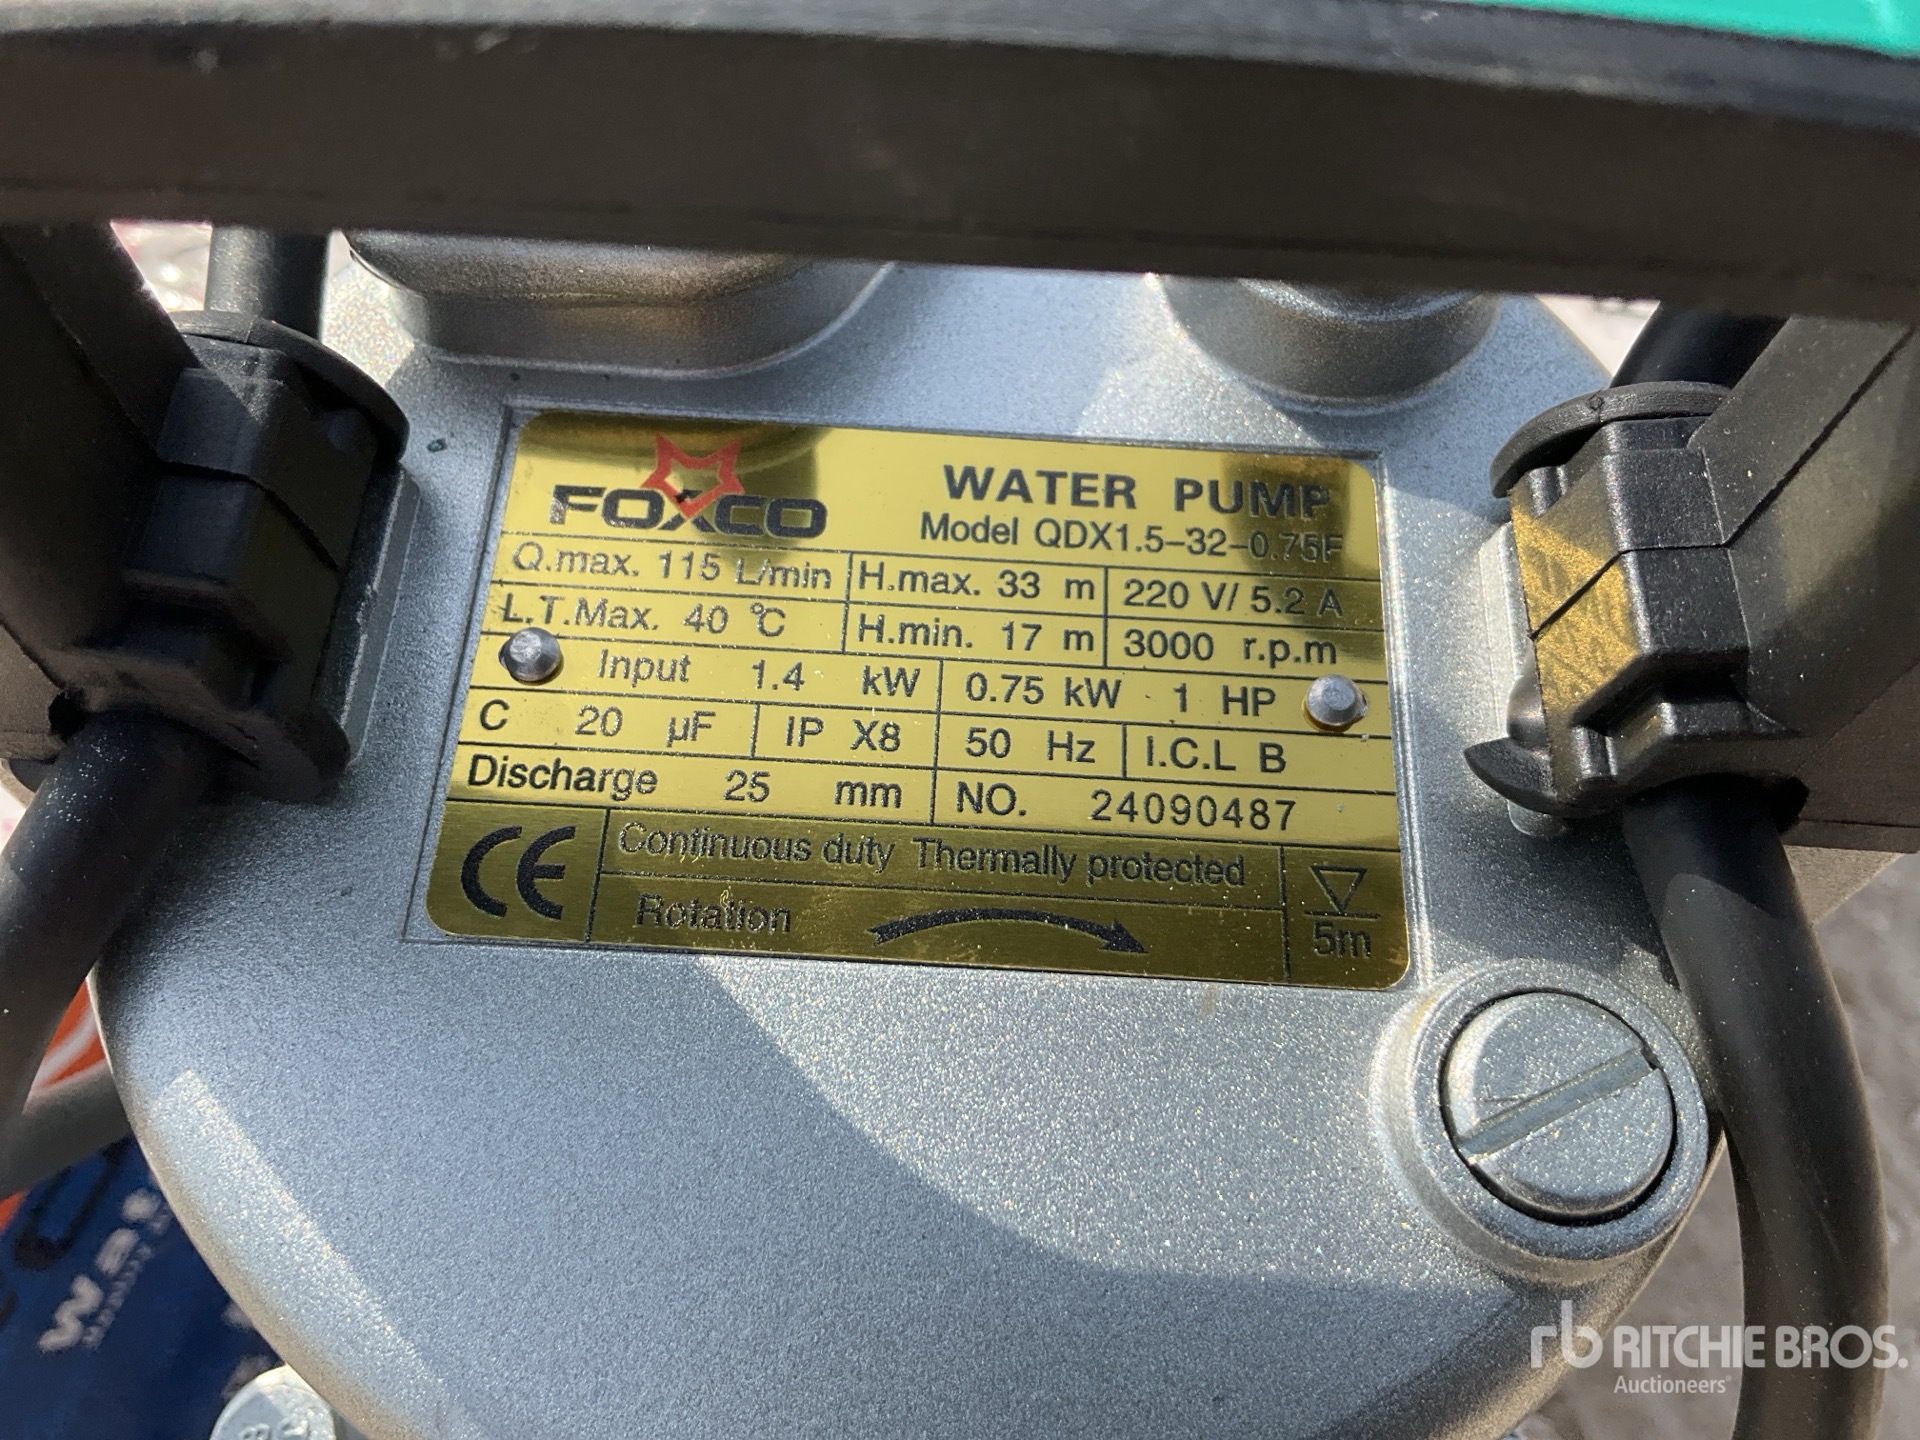 FOXCO
WATER PUMP
Model QDX1.5-32-0.75F
Q.max. 115 L/min H.max. 33 m 220 V/ 5.2 A
L.T.Max. 40 ℃ H.min. 17 m 3000 r.p.m
Input 1.4 kW 0.75 kW 1 HP
C 20 µF IP X8 50 Hz I.C.L B
Discharge 25 mm NO. 24090487
CE Continuous duty Thermally protected
Rotation 5m
rb RITCHIE BROS.
Auctioneers